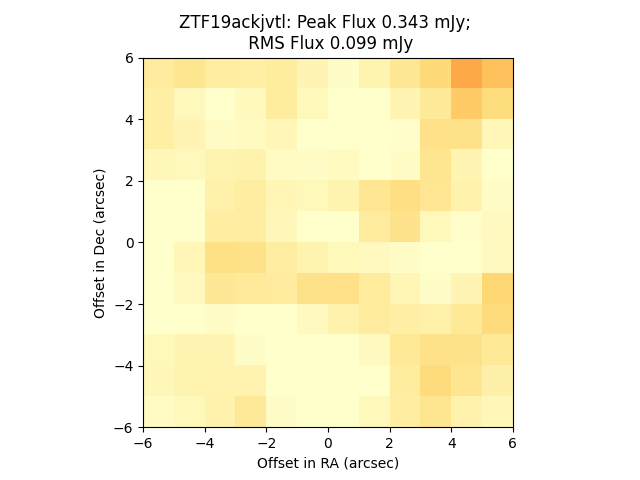 ZTF19ackjvtl: Peak Flux 0.343 mJy;
RMS Flux 0.099 mJy
6
4
2
0
−2
−4
−6
Offset in Dec (arcsec)
−6 −4 −2 0 2 4 6
Offset in RA (arcsec)